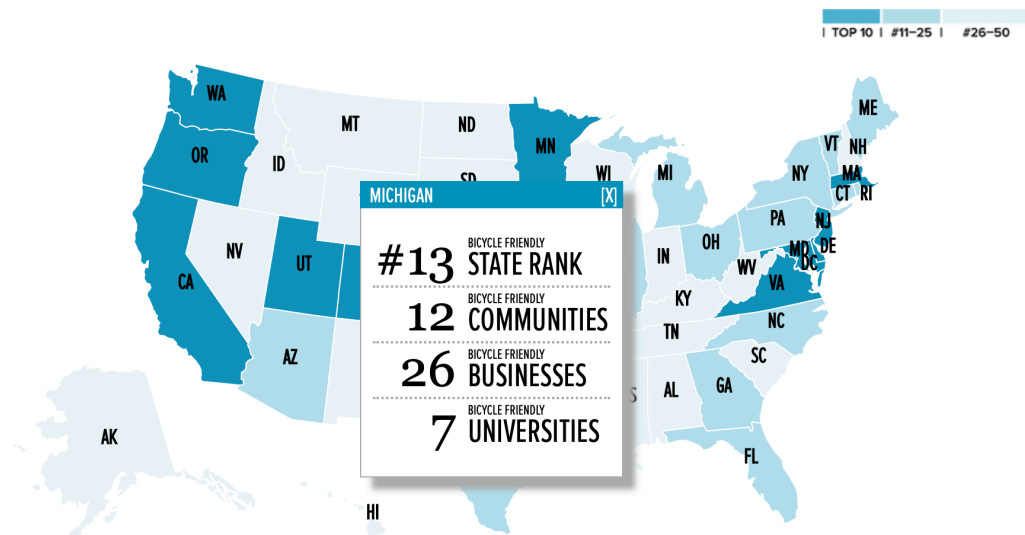 TOP 10
#11–25
#26–50
WA
MT
ND
MN
ME
OR
ID
SD
WI
MI
VT
NH
NY
MA
CT
RI
MICHIGAN [X]
#13 BICYCLE FRIENDLY STATE RANK
12 BICYCLE FRIENDLY COMMUNITIES
26 BICYCLE FRIENDLY BUSINESSES
7 BICYCLE FRIENDLY UNIVERSITIES
PA
NJ
NV
UT
CA
OH
IN
MD
DE
DC
WV
VA
KY
NC
TN
AZ
SC
AL
GA
S
AK
FL
HI